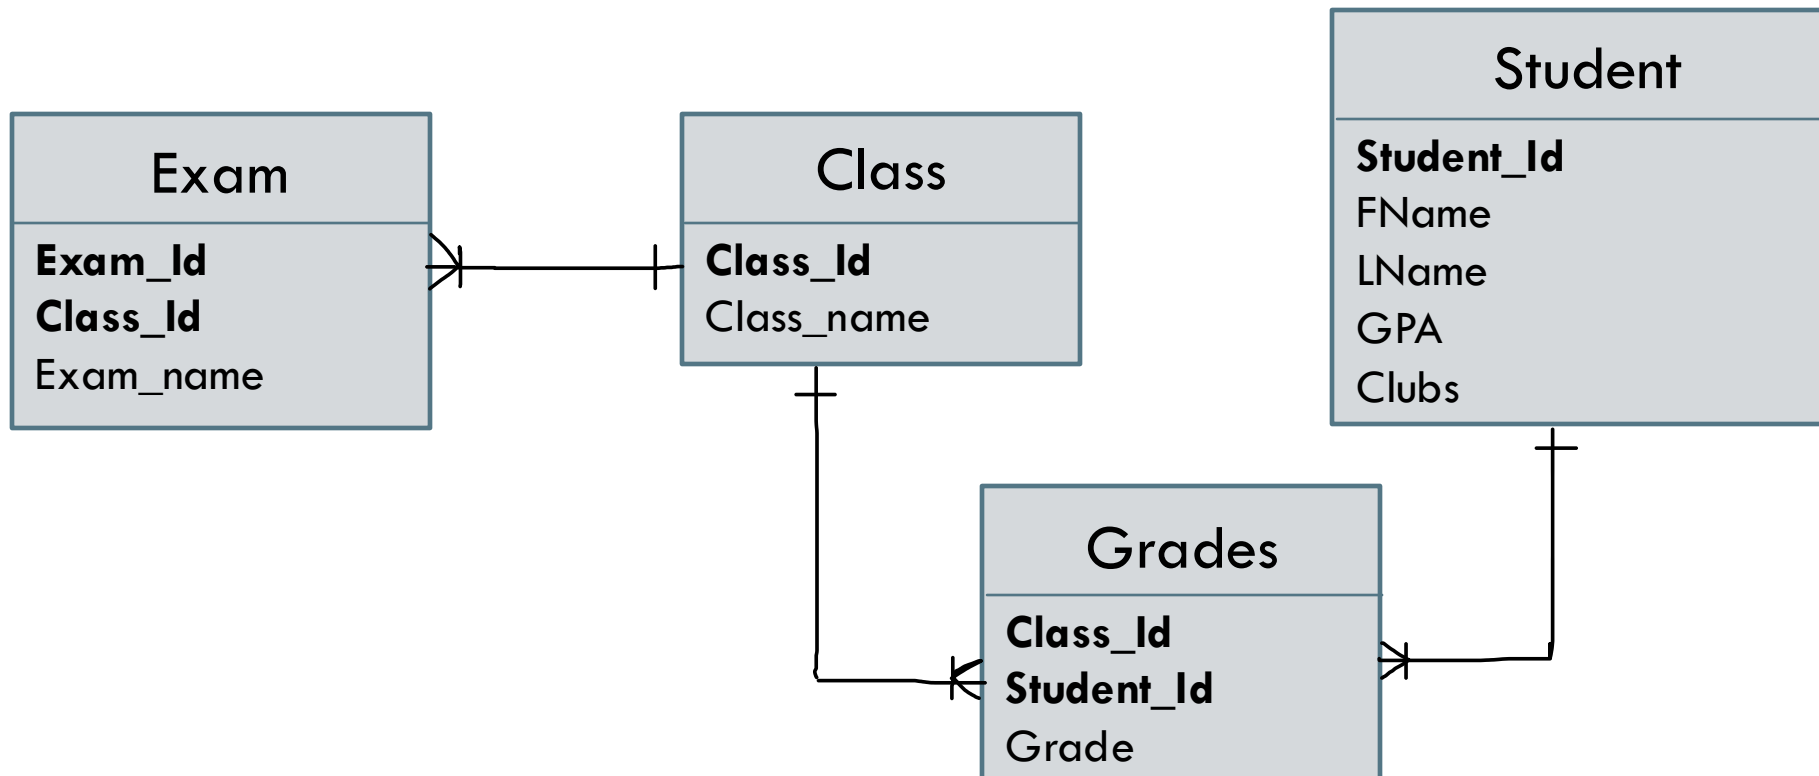 Exam
Exam_Id
Class_Id
Exam_name
Class
Class_Id
Class_name
Student
Student_Id
FName
LName
GPA
Clubs
Grades
Class_Id
Student_Id
Grade